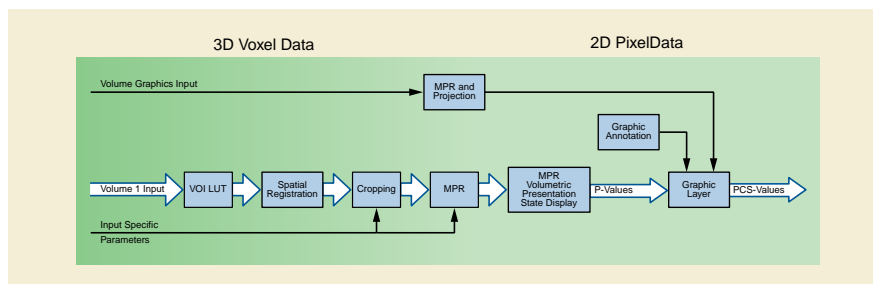 3D Voxel Data
2D PixelData
Volume Graphics Input
MPR and
Projection
Graphic
Annotation
Volume 1 Input
VOI LUT
Spatial
Registration
Cropping
MPR
MPR
Volumetric
Presentation
State Display
P-Values
Graphic
Layer
PCS-Values
Input Specific
Parameters